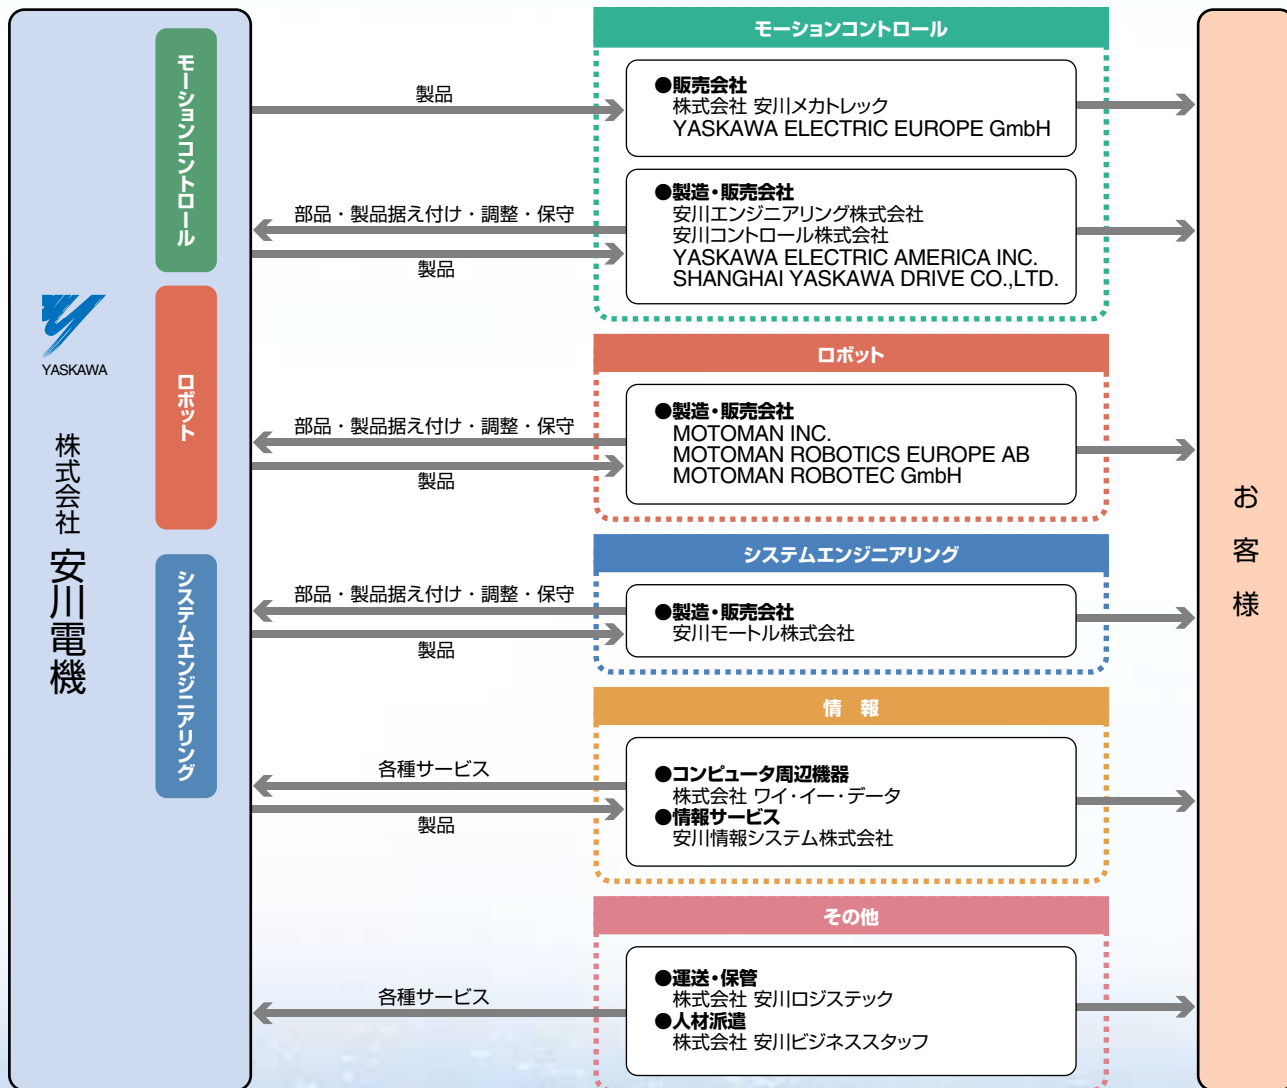 YASKAWA
株式会社 安川電機
モーションコントロール
ロボット
システムエンジニアリング
製品
部品・製品据え付け・調整・保守
製品
部品・製品据え付け・調整・保守
製品
部品・製品据え付け・調整・保守
製品
各種サービス
製品
各種サービス
モーションコントロール
●販売会社
株式会社 安川メカトレック
YASKAWA ELECTRIC EUROPE GmbH
●製造・販売会社
安川エンジニアリング株式会社
安川コントロール株式会社
YASKAWA ELECTRIC AMERICA INC.
SHANGHAI YASKAWA DRIVE CO.,LTD.
ロボット
●製造・販売会社
MOTOMAN INC.
MOTOMAN ROBOTICS EUROPE AB
MOTOMAN ROBOTEC GmbH
システムエンジニアリング
●製造・販売会社
安川モートル株式会社
情 報
●コンピュータ周辺機器
株式会社 ワイ・イー・データ
●情報サービス
安川情報システム株式会社
その他
●運送・保管
株式会社 安川ロジステック
●人材派遣
株式会社 安川ビジネススタッフ
お客様